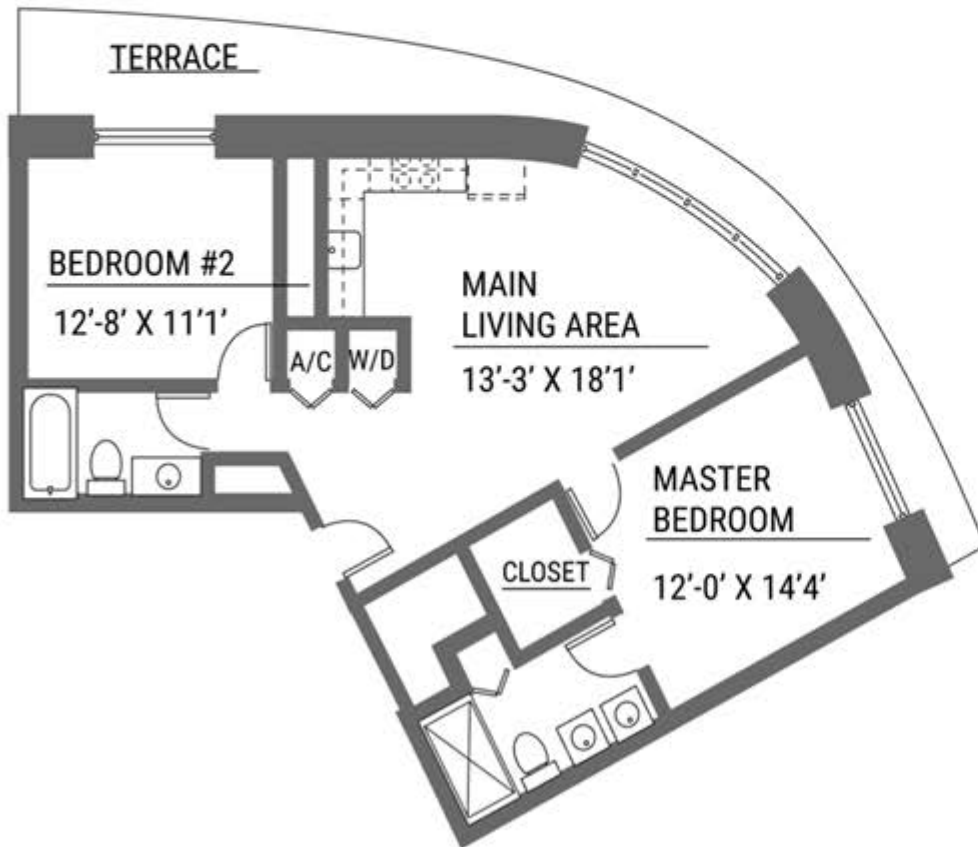 TERRACE
BEDROOM #2
12’-8’ X 11’1’
A/C
W/D
MAIN
LIVING AREA
13’-3’ X 18’1’
MASTER
BEDROOM
12’-0’ X 14’4’
CLOSET